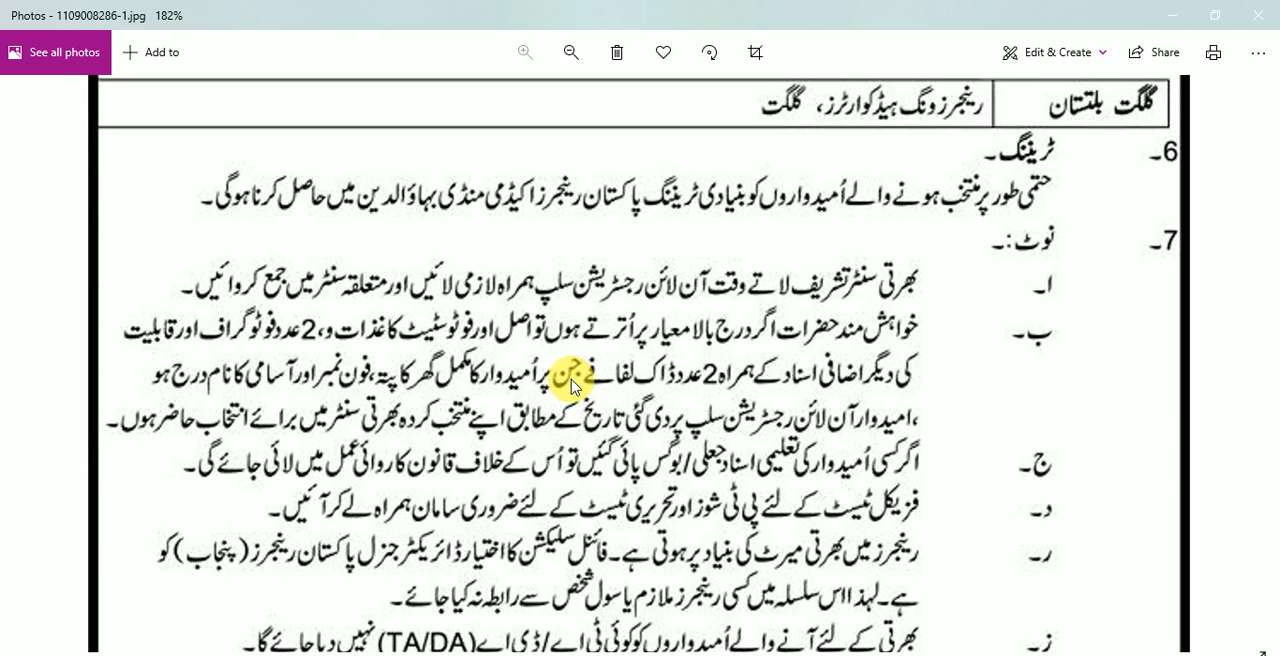 Photos - 1109008286-1.jpg 182%
See all photos
Add to
Edit & Create
Share
گلگت بلتستان رینجرز ونگ ہیڈکوارٹرز، گلگت
6۔ ٹریننگ۔
حتمی طور پر منتخب ہونے والے اُمیدواروں کو بنیادی ٹریننگ پاکستان رینجرز اکیڈمی منڈی بہاؤالدین میں حاصل کرنا ہوگی۔
7۔ نوٹ:۔
ا۔ بھرتی سنٹر تشریف لاتے وقت آن لائن رجسٹریشن سلپ ہمراہ لازمی لائیں اور متعلقہ سنٹر میں جمع کروائیں۔
ب۔ خواہش مند حضرات اگر درج بالا معیار پر اُترتے ہوں تو اصل اور فوٹو سٹیٹ کاغذات و، 2 عدد فوٹو گراف اور قابلیت
کی دیگر اضافی اسناد کے ہمراہ 2 عدد ڈاک لفافے جن پر اُمیدوار کا مکمل گھر کا پتہ، فون نمبر اور آسامی کا نام درج ہو
،امیدوار آن لائن رجسٹریشن سلپ پر دی گئی تاریخ کے مطابق اپنے منتخب کردہ بھرتی سنٹر میں برائے انتخاب حاضر ہوں۔
ج۔ اگر کسی اُمیدوار کی تعلیمی اسناد جعلی/بوگس پائی گئیں تو اُس کے خلاف قانون کاروائی عمل میں لائی جائے گی۔
د۔ فزیکل ٹیسٹ کے لئے پی ٹی شوز اور تحریری ٹیسٹ کے لئے ضروری سامان ہمراہ لے کر آئیں۔
ر۔ رینجرز میں بھرتی میرٹ کی بنیاد پر ہوتی ہے۔ فائنل سلیکشن کا اختیار ڈائریکٹر جنرل پاکستان رینجرز (پنجاب) کو
ہے۔ لہذا اس سلسلہ میں کسی رینجرز ملازم یا سول شخص سے رابطہ نہ کیا جائے۔
ز۔ بھرتی کے لئے آنے والے اُمیدواروں کو کوئی ٹی اے/ڈی اے (TA/DA) نہیں دیا جائے گا۔